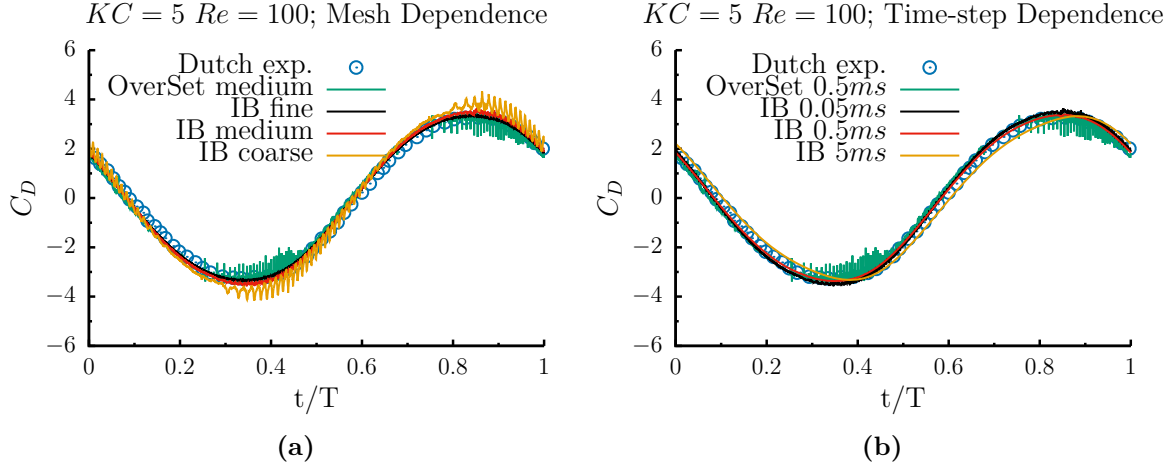 KC = 5 Re = 100; Mesh Dependence
6
4
2
0
−2
−4
−6
C_D
Dutch exp.
OverSet medium
IB fine
IB medium
IB coarse
0 0.2 0.4 0.6 0.8 1
t/T
(a)
KC = 5 Re = 100; Time-step Dependence
6
4
2
0
−2
−4
−6
C_D
Dutch exp.
OverSet 0.5ms
IB 0.05ms
IB 0.5ms
IB 5ms
0 0.2 0.4 0.6 0.8 1
t/T
(b)